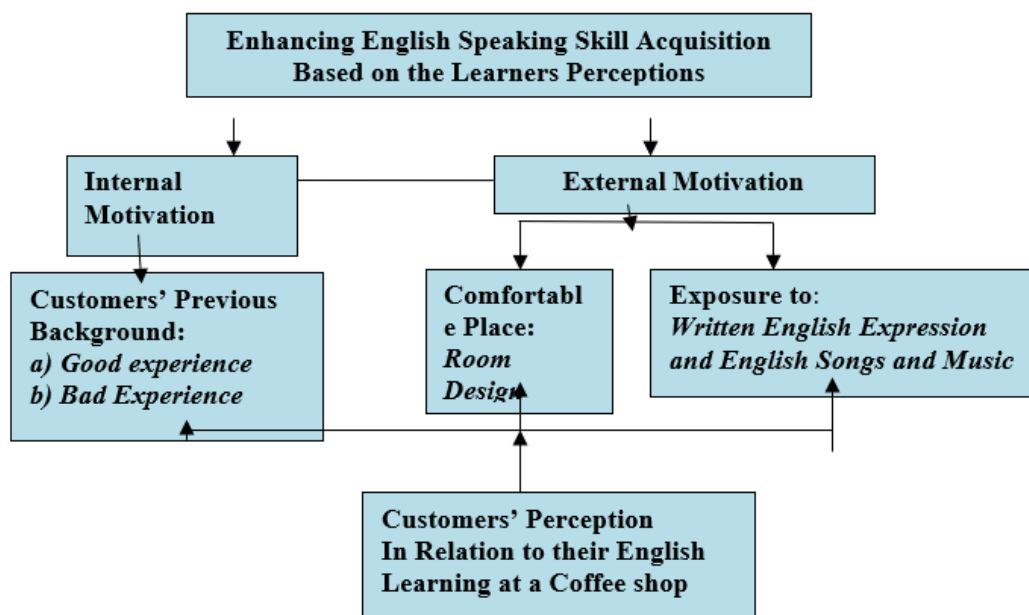 Enhancing English Speaking Skill Acquisition
Based on the Learners Perceptions
Internal
Motivation
External Motivation
Customers’ Previous
Background:
a) Good experience
b) Bad Experience
Comfortabl
e Place:
Room
Design
Exposure to:
Written English Expression
and English Songs and Music
Customers’ Perception
In Relation to their English
Learning at a Coffee shop